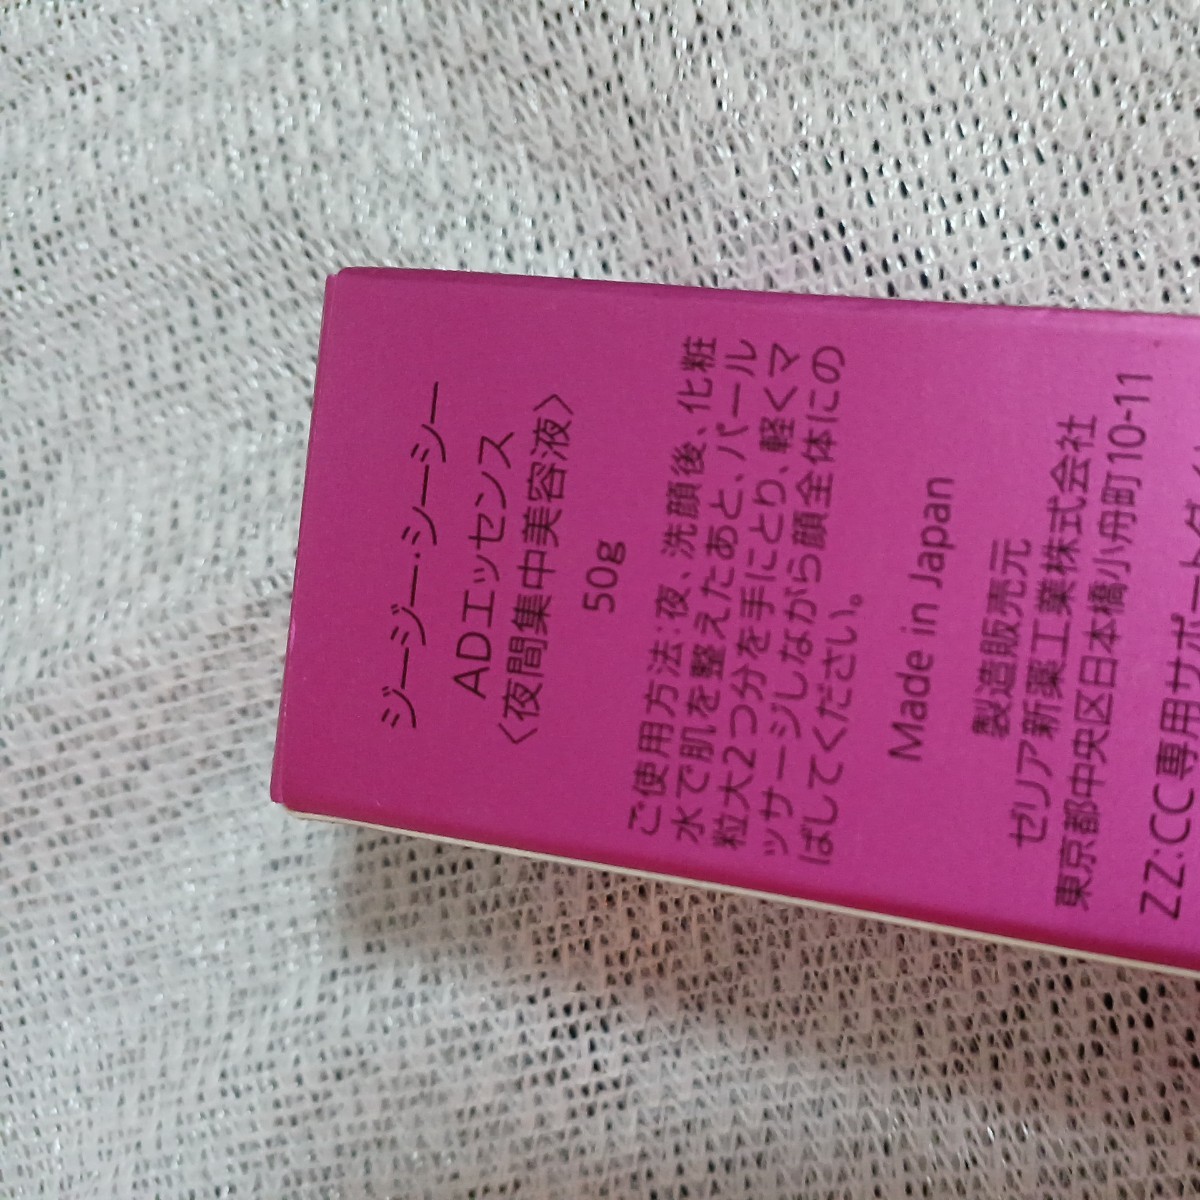 ジージー・シーシー
ADエッセンス
〈夜間集中美容液〉
50g
ご使用方法：夜、洗顔後、化粧
水で肌を整えたあと、パール
粒大2つ分を手にとり、軽くマ
ッサージしながら顔全体にの
ばしてください。
Made in Japan
製造販売元
ゼリア新薬工業株式会社
東京都中央区日本橋小舟町10-11
ZZ:CC専用サポート